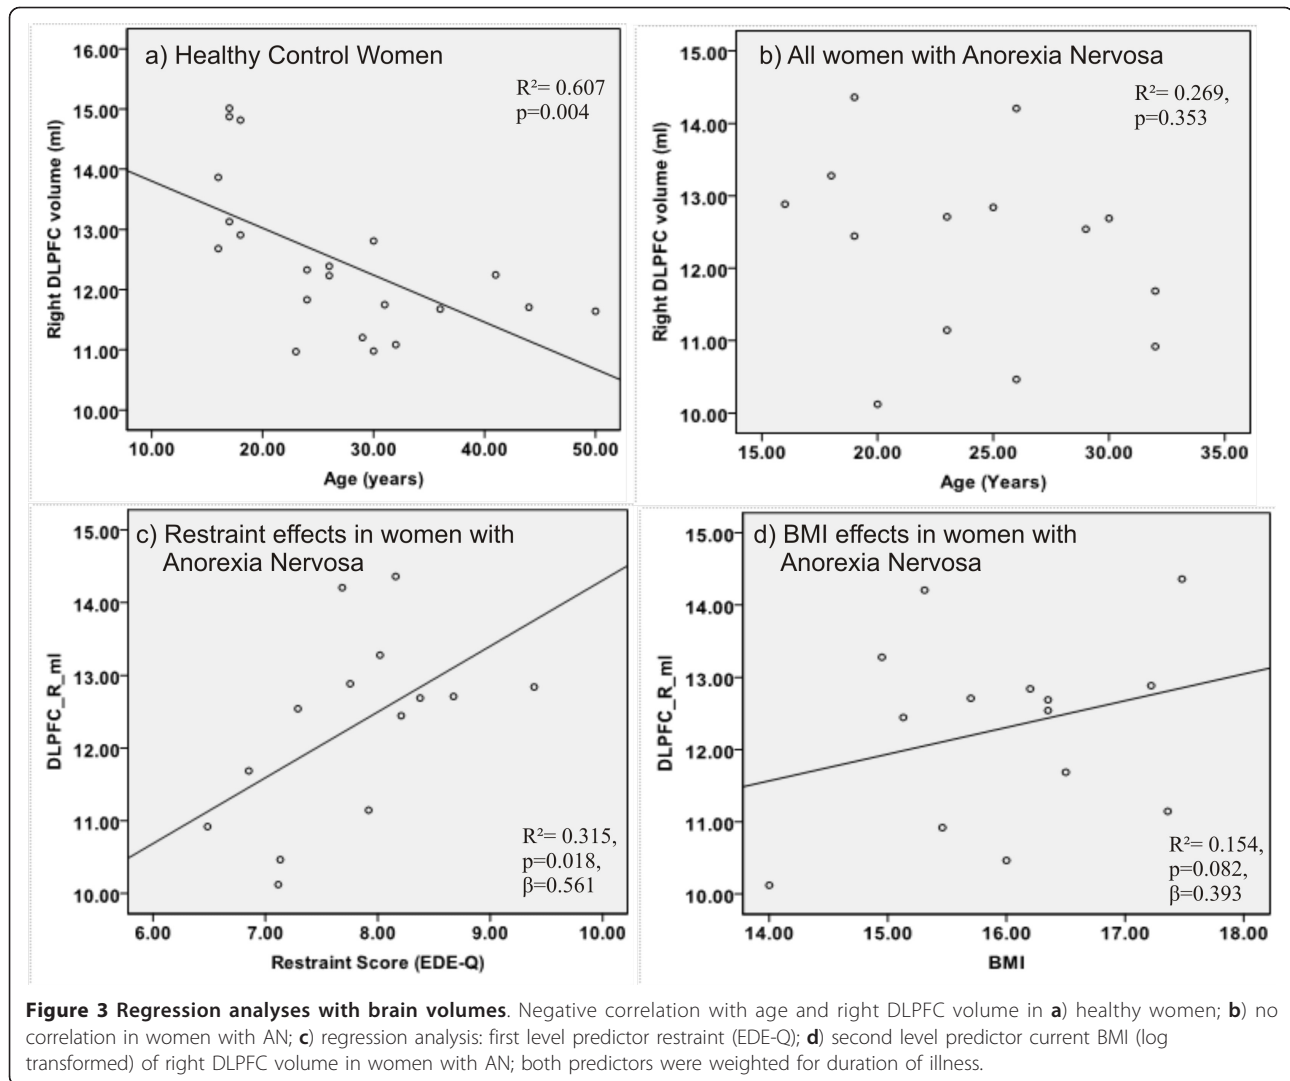 a) Healthy Control Women
R²= 0.607
p=0.004
Right DLPFC volume (ml)
16.00
15.00
14.00
13.00
12.00
11.00
10.00
10.00 20.00 30.00 40.00 50.00
Age (years)
b) All women with Anorexia Nervosa
R²= 0.269,
p=0.353
Right DLPFC volume (ml)
15.00
14.00
13.00
12.00
11.00
10.00
15.00 20.00 25.00 30.00 35.00
Age (Years)
c) Restraint effects in women with
Anorexia Nervosa
DLPFC_R_ml
15.00
14.00
13.00
12.00
11.00
10.00
R²= 0.315,
p=0.018,
β=0.561
6.00 7.00 8.00 9.00 10.00
Restraint Score (EDE-Q)
d) BMI effects in women with
Anorexia Nervosa
DLPFC_R_ml
15.00
14.00
13.00
12.00
11.00
10.00
R²= 0.154,
p=0.082,
β=0.393
14.00 15.00 16.00 17.00 18.00
BMI
Figure 3 Regression analyses with brain volumes. Negative correlation with age and right DLPFC volume in a) healthy women; b) no
correlation in women with AN; c) regression analysis: first level predictor restraint (EDE-Q); d) second level predictor current BMI (log
transformed) of right DLPFC volume in women with AN; both predictors were weighted for duration of illness.